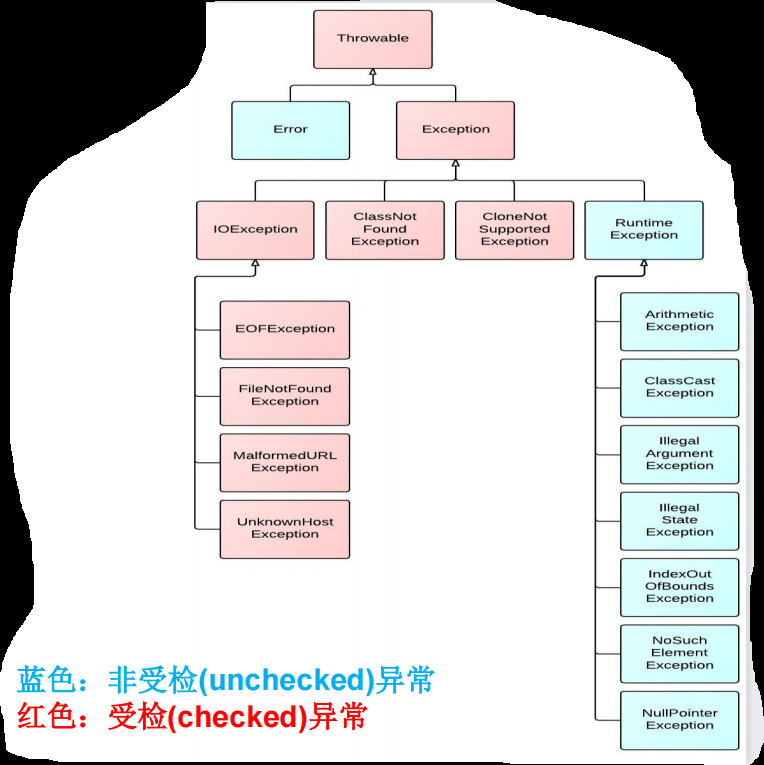 Throwable
Error
Exception
IOException
ClassNot
Found
Exception
CloneNot
Supported
Exception
Runtime
Exception
EOFException
FileNotFound
Exception
MalformedURL
Exception
UnknownHost
Exception
Arithmetic
Exception
ClassCast
Exception
Illegal
Argument
Exception
Illegal
State
Exception
IndexOut
OfBounds
Exception
NoSuch
Element
Exception
NullPointer
Exception
蓝色：非受检(unchecked)异常
红色：受检(checked)异常